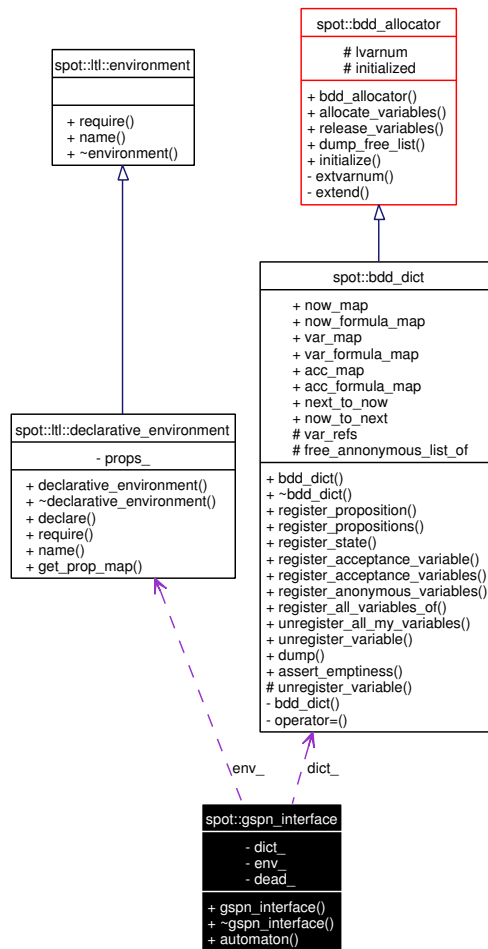 spot::bdd_allocator
# lvarnum
# initialized
+ bdd_allocator()
+ allocate_variables()
+ release_variables()
+ dump_free_list()
+ initialize()
- extvarnum()
- extend()
spot::ltl::environment
+ require()
+ name()
+ ~environment()
spot::bdd_dict
+ now_map
+ now_formula_map
+ var_map
+ var_formula_map
+ acc_map
+ acc_formula_map
+ next_to_now
+ now_to_next
# var_refs
# free_annonymous_list_of
+ bdd_dict()
+ ~bdd_dict()
+ register_proposition()
+ register_propositions()
+ register_state()
+ register_acceptance_variable()
+ register_acceptance_variables()
+ register_anonymous_variables()
+ register_all_variables_of()
+ unregister_all_my_variables()
+ unregister_variable()
+ dump()
+ assert_emptiness()
# unregister_variable()
- bdd_dict()
- operator=()
spot::ltl::declarative_environment
- props_
+ declarative_environment()
+ ~declarative_environment()
+ declare()
+ require()
+ name()
+ get_prop_map()
env_
dict_
spot::gspn_interface
- dict_
- env_
- dead_
+ gspn_interface()
+ ~gspn_interface()
+ automaton()